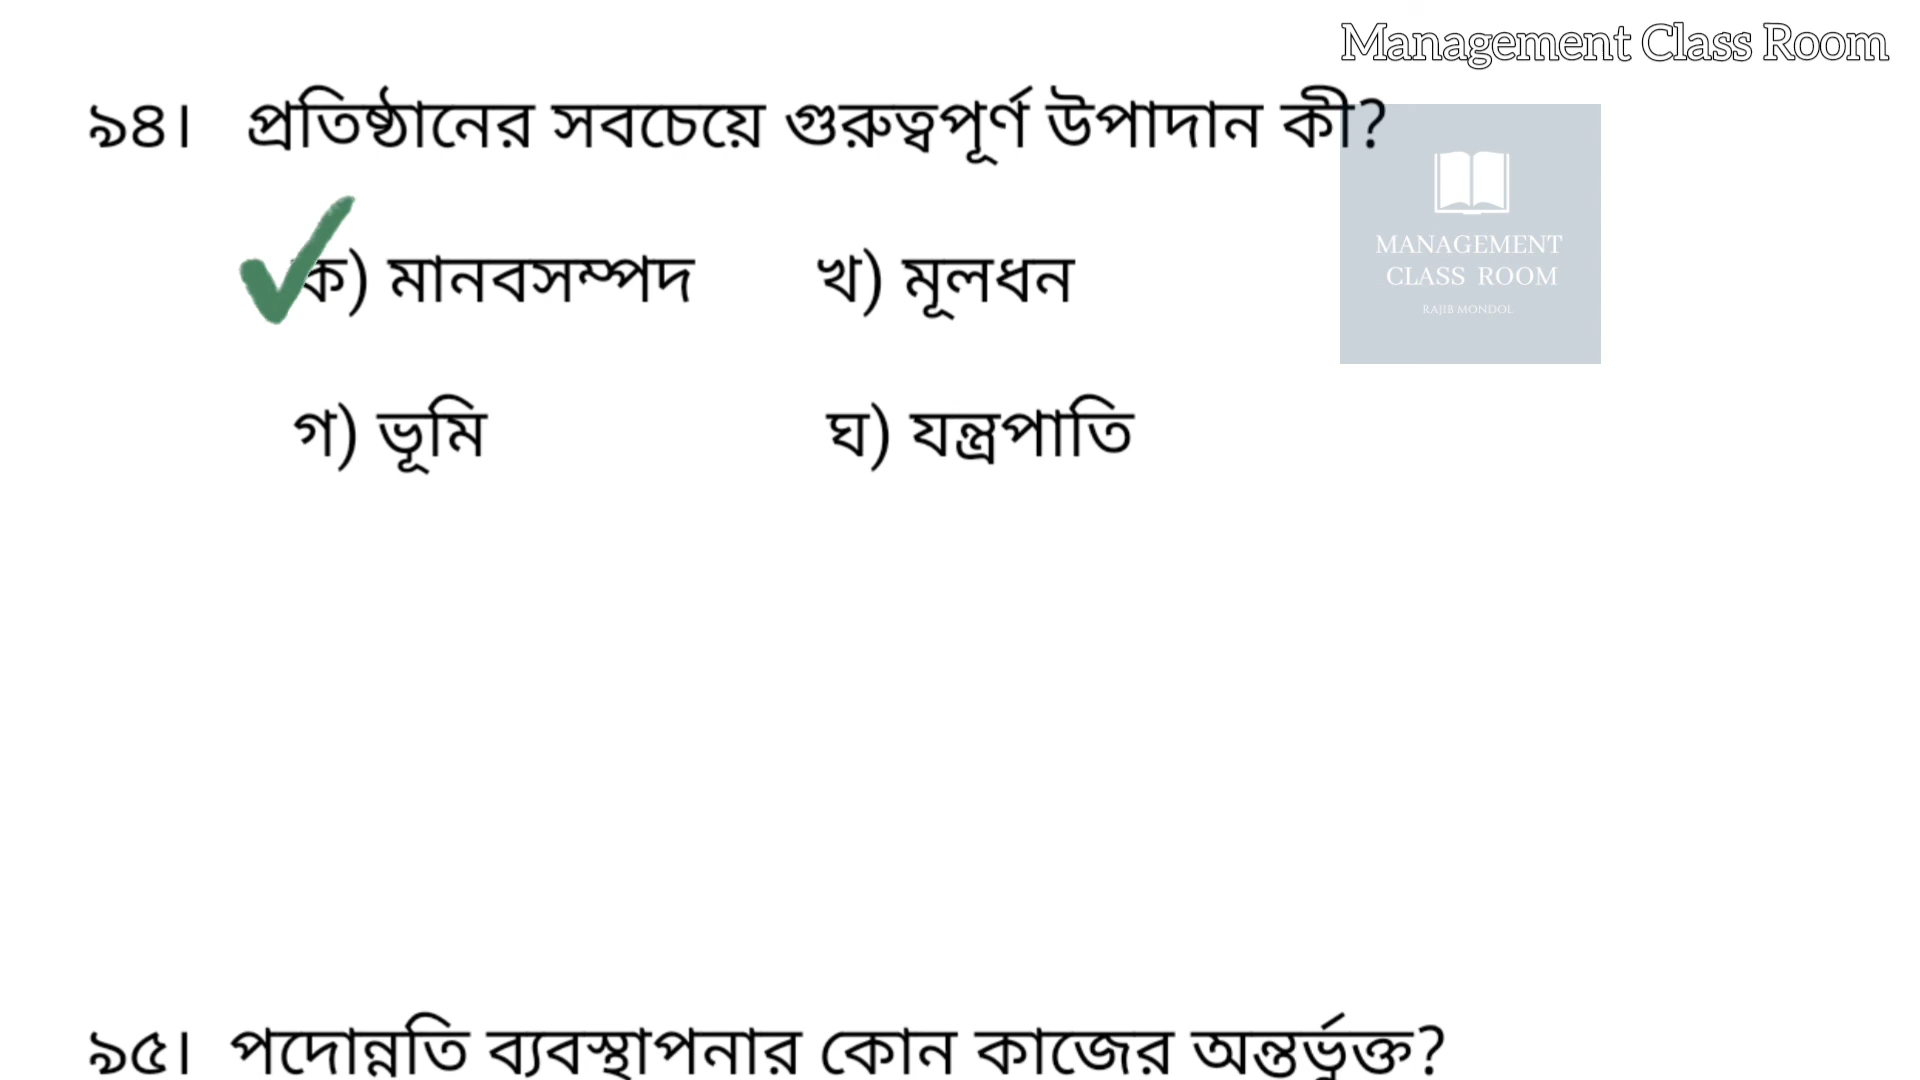 Management Class Room
৯৪। প্রতিষ্ঠানের সবচেয়ে গুরুত্বপূর্ণ উপাদান কী?
MANAGEMENT
CLASS ROOM
RAJIB MONDOL
ক) মানবসম্পদ খ) মূলধন
গ) ভূমি ঘ) যন্ত্রপাতি
৯৫। পদোন্নতি ব্যবস্থাপনার কোন কাজের অন্তর্ভুক্ত?